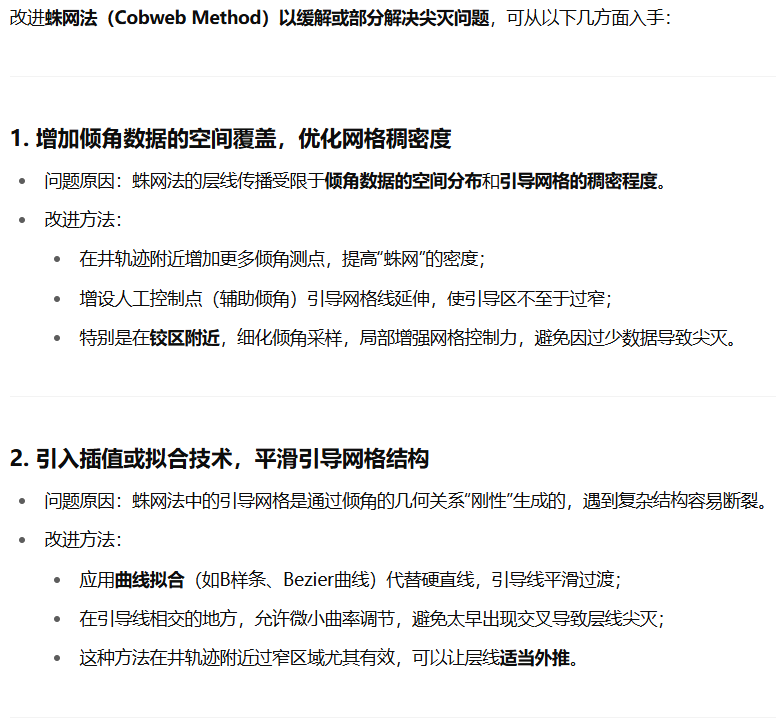 改进蛛网法（Cobweb Method）以缓解或部分解决尖灭问题，可从以下几方面入手：
1. 增加倾角数据的空间覆盖，优化网格稠密度
• 问题原因：蛛网法的层线传播受限于倾角数据的空间分布和引导网格的稠密程度。
• 改进方法：
• 在井轨迹附近增加更多倾角测点，提高“蛛网”的密度；
• 增设人工控制点（辅助倾角）引导网格线延伸，使引导区不至于过窄；
• 特别是在铰区附近，细化倾角采样，局部增强网格控制力，避免因过少数据导致尖灭。
2. 引入插值或拟合技术，平滑引导网格结构
• 问题原因：蛛网法中的引导网格是通过倾角的几何关系“刚性”生成的，遇到复杂结构容易断裂。
• 改进方法：
• 应用曲线拟合（如B样条、Bezier曲线）代替硬直线，引导线平滑过渡；
• 在引导线相交的地方，允许微小曲率调节，避免太早出现交叉导致层线尖灭；
• 这种方法在井轨迹附近过窄区域尤其有效，可以让层线适当外推。